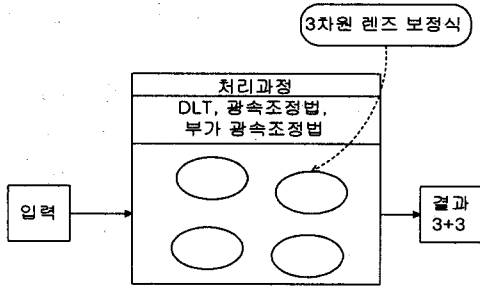 3차원 렌즈 보정식
처리과정
DLT, 광속조정법,
부가 광속조정법
입력
결과
3+3